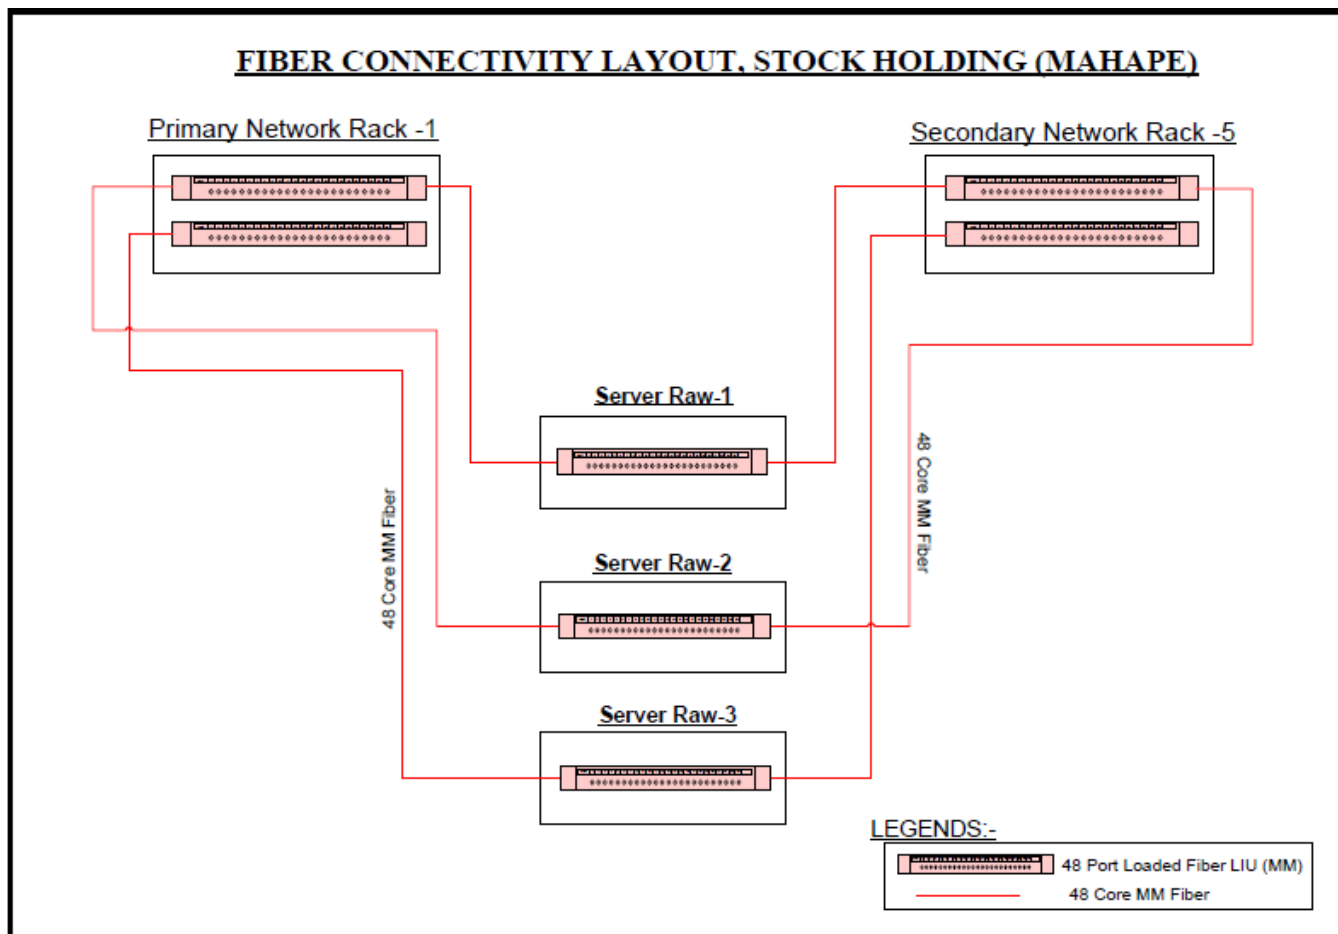 FIBER CONNECTIVITY LAYOUT, STOCK HOLDING (MAHAPE)
Primary Network Rack -1
Secondary Network Rack -5
Server Raw-1
48 Core MM Fiber
48 Core MM Fiber
Server Raw-2
Server Raw-3
LEGENDS:-
48 Port Loaded Fiber LIU (MM)
48 Core MM Fiber